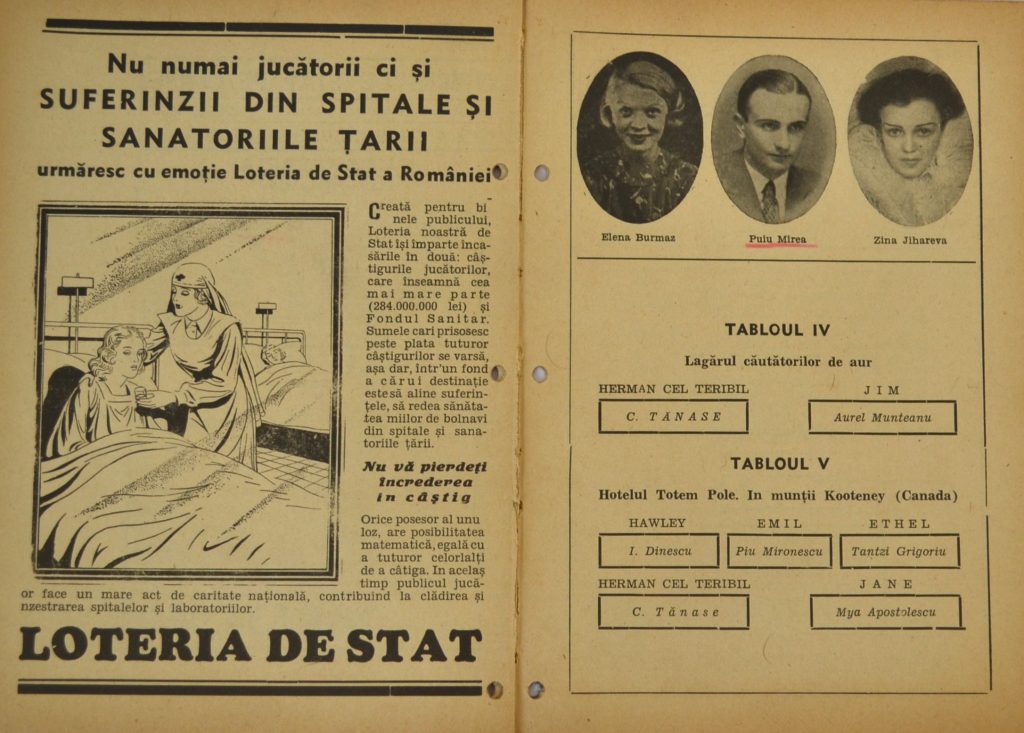 Nu numai jucătorii ci și
SUFERINZII DIN SPITALE ȘI
SANATORIILE ȚARII
urmăresc cu emoție Loteria de Stat a României
Creată pentru bi
nele publicului,
Loteria noastră de
Stat își împarte înca-
sările în două: câș-
tigurile jucătorilor,
care înseamnă cea
mai mare parte
(284.000.000 lei) și
Fondul Sanitar.
Sumele cari prisosesc
peste plata tuturor
câștigurilor se varsă,
așa dar, într'un fond
a cărui destinație
este să aline suferin-
țele, să redea sănăta-
tea miilor de bolnavi
din spitale și sana-
toriile țării.
Nu vă pierdeți
încrederea
in câștig
Orice posesor al unu
loz, are posibilitatea
matematică, egală cu
a tuturor celorlalți
de a câtiga. In acelaș
timp publicul jucă-
or face un mare act de caritate națională, contribuind la clădirea și
nzestrarea spitalelor și laboratoriilor.
LOTERIA DE STAT
Elena Burmaz
Puiu Mirea
Zina Jihareva
TABLOUL IV
Lagărul căutătorilor de aur
HERMAN CEL TERIBIL JIM
C. TĂNASE Aurel Munteanu
TABLOUL V
Hotelul Totem Pole. In munții Kooteney (Canada)
HAWLEY EMIL ETHEL
I. Dinescu Piu Mironescu Tantzi Grigoriu
HERMAN CEL TERIBIL JANE
C. Tănase Mya Apostolescu